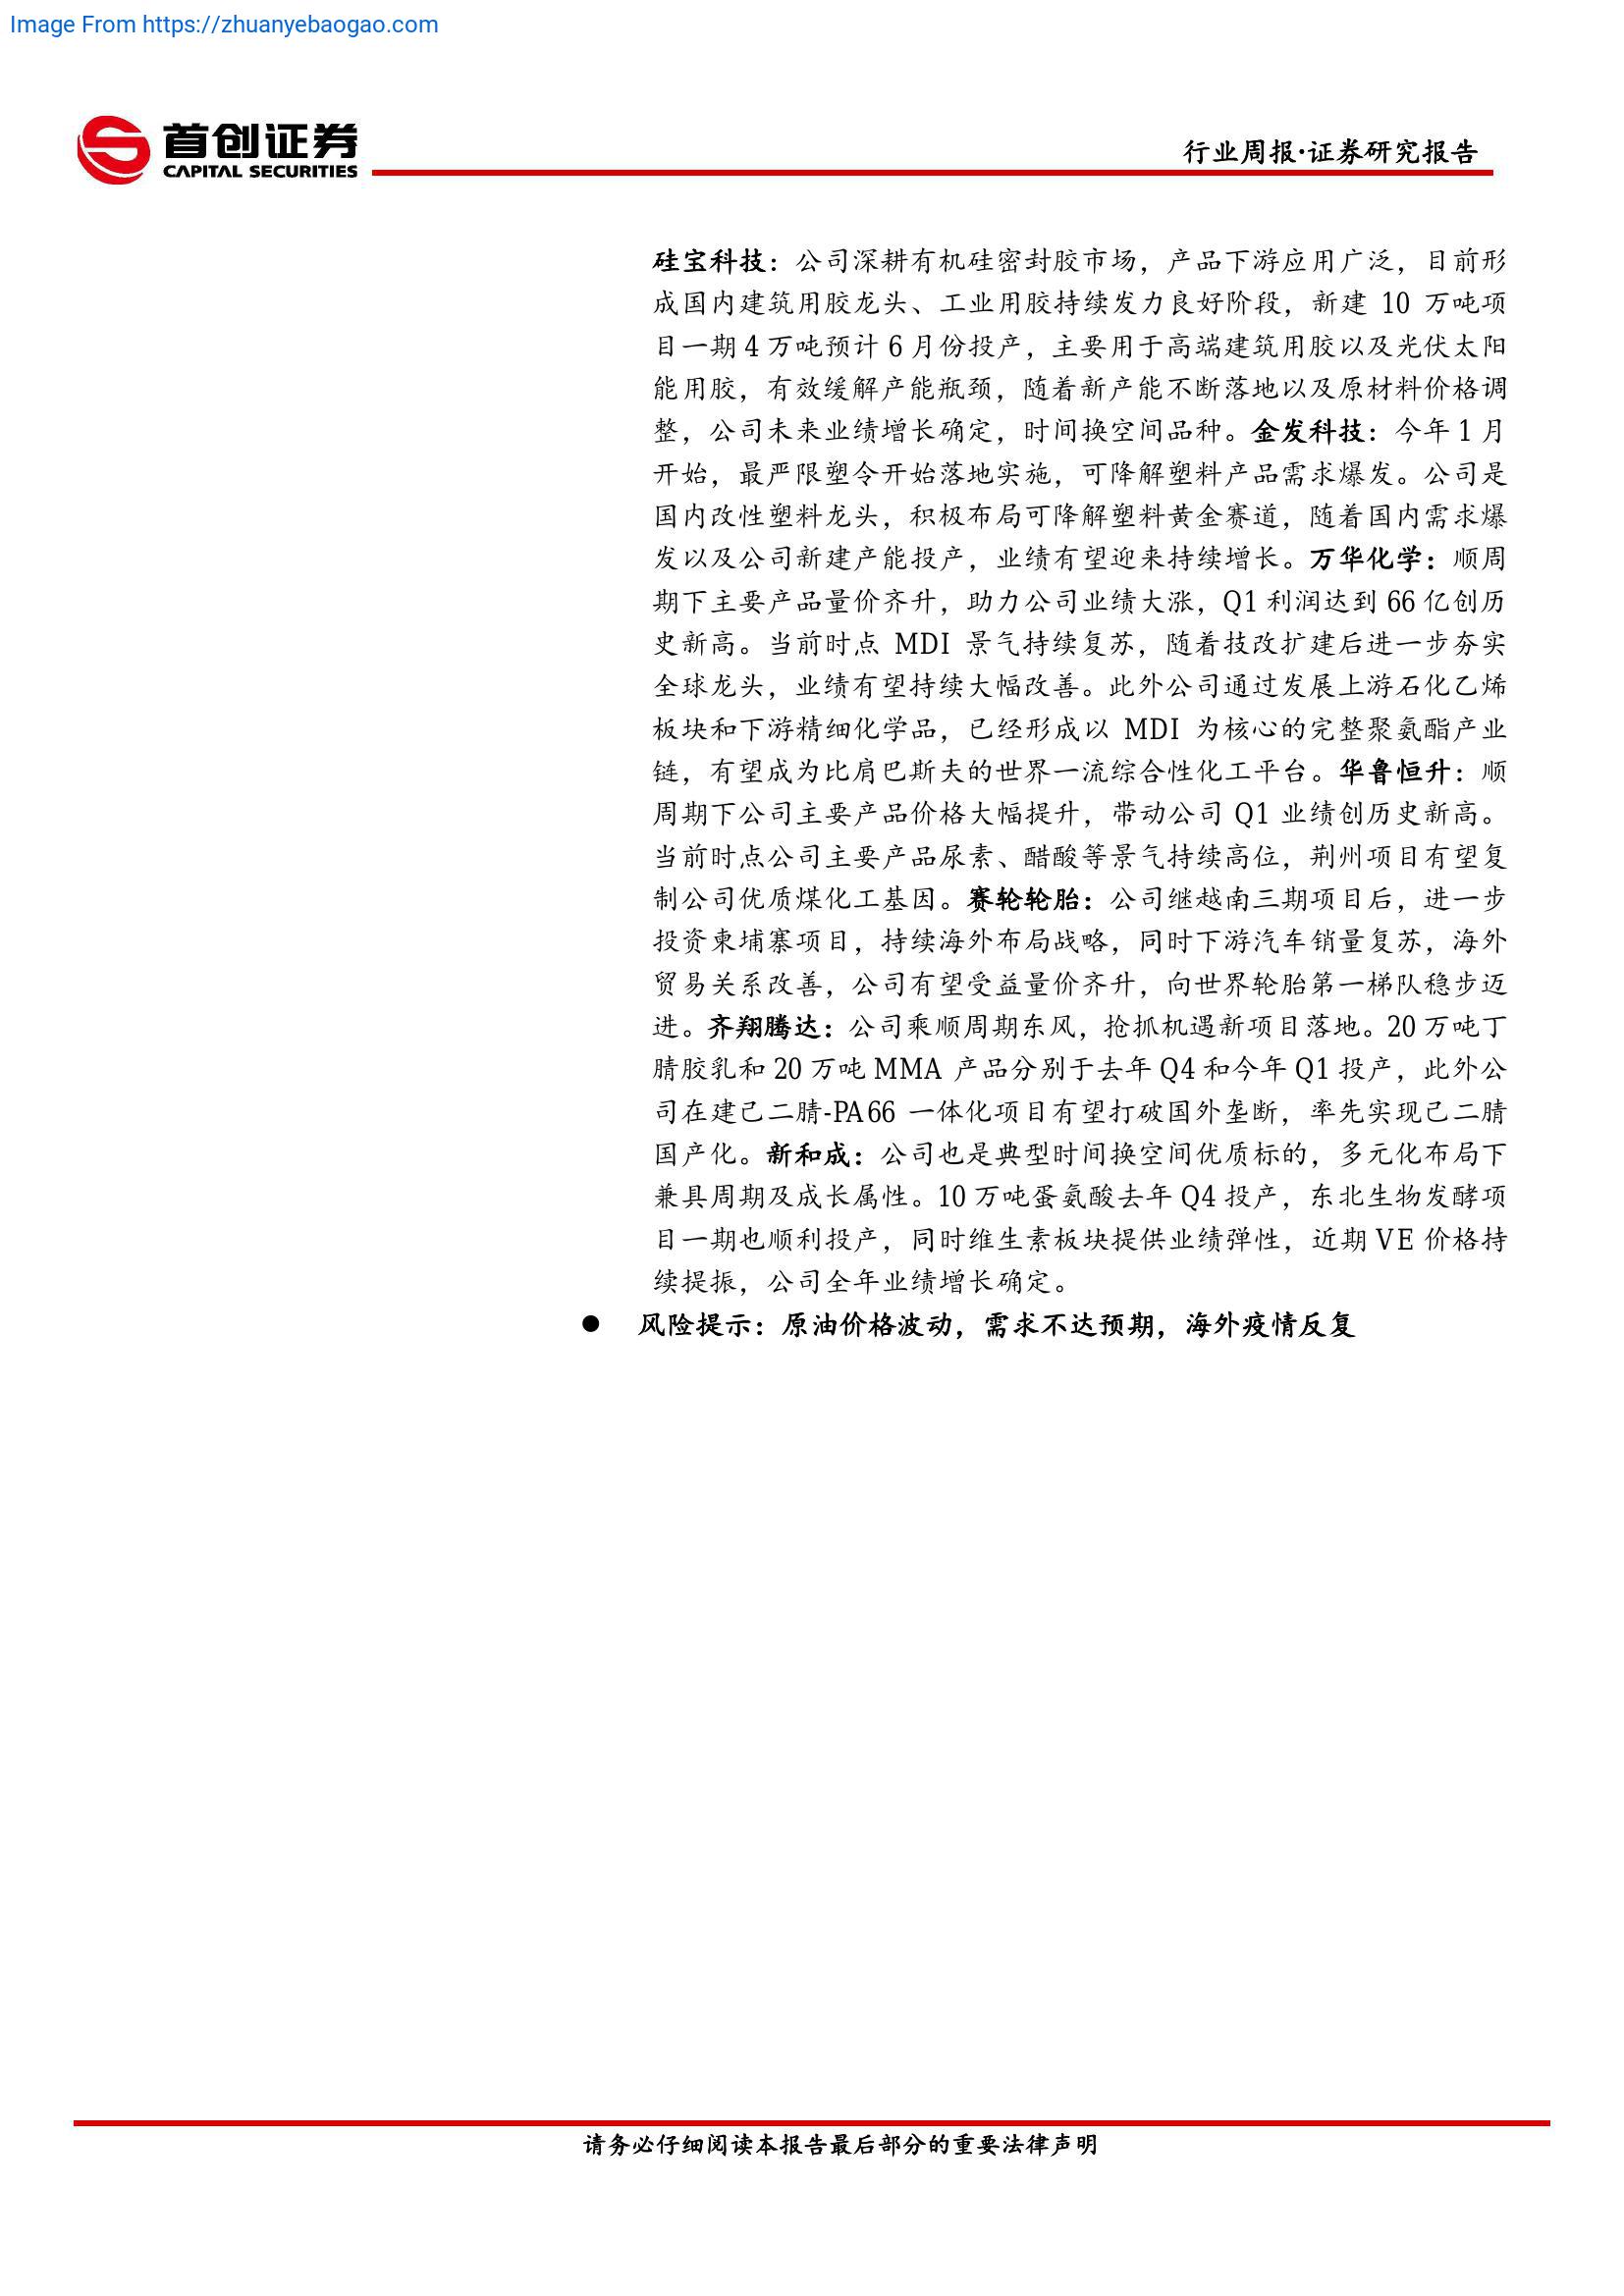 Image From https://zhuanyebaogao.com
首创证券
CAPITAL SECURITIES
行业周报·证券研究报告
硅宝科技：公司深耕有机硅密封胶市场，产品下游应用广泛，目前形
成国内建筑用胶龙头、工业用胶持续发力良好阶段，新建 10 万吨项
目一期 4 万吨预计 6 月份投产，主要用于高端建筑用胶以及光伏太阳
能用胶，有效缓解产能瓶颈，随着新产能不断落地以及原材料价格调
整，公司未来业绩增长确定，时间换空间品种。金发科技：今年 1 月
开始，最严限塑令开始落地实施，可降解塑料产品需求爆发。公司是
国内改性塑料龙头，积极布局可降解塑料黄金赛道，随着国内需求爆
发以及公司新建产能投产，业绩有望迎来持续增长。万华化学：顺周
期下主要产品量价齐升，助力公司业绩大涨，Q1 利润达到 66 亿创历
史新高。当前时点 MDI 景气持续复苏，随着技改扩建后进一步夯实
全球龙头，业绩有望持续大幅改善。此外公司通过发展上游石化乙烯
板块和下游精细化学品，已经形成以 MDI 为核心的完整聚氨酯产业
链，有望成为比肩巴斯夫的世界一流综合性化工平台。华鲁恒升：顺
周期下公司主要产品价格大幅提升，带动公司 Q1 业绩创历史新高。
当前时点公司主要产品尿素、醋酸等景气持续高位，荆州项目有望复
制公司优质煤化工基因。赛轮轮胎：公司继越南三期项目后，进一步
投资柬埔寨项目，持续海外布局战略，同时下游汽车销量复苏，海外
贸易关系改善，公司有望受益量价齐升，向世界轮胎第一梯队稳步迈
进。齐翔腾达：公司乘顺周期东风，抢抓机遇新项目落地。20 万吨丁
腈胶乳和 20 万吨 MMA 产品分别于去年 Q4 和今年 Q1 投产，此外公
司在建己二腈-PA66 一体化项目有望打破国外垄断，率先实现己二腈
国产化。新和成：公司也是典型时间换空间优质标的，多元化布局下
兼具周期及成长属性。10 万吨蛋氨酸去年 Q4 投产，东北生物发酵项
目一期也顺利投产，同时维生素板块提供业绩弹性，近期 VE 价格持
续提振，公司全年业绩增长确定。
● 风险提示：原油价格波动，需求不达预期，海外疫情反复
请务必仔细阅读本报告最后部分的重要法律声明